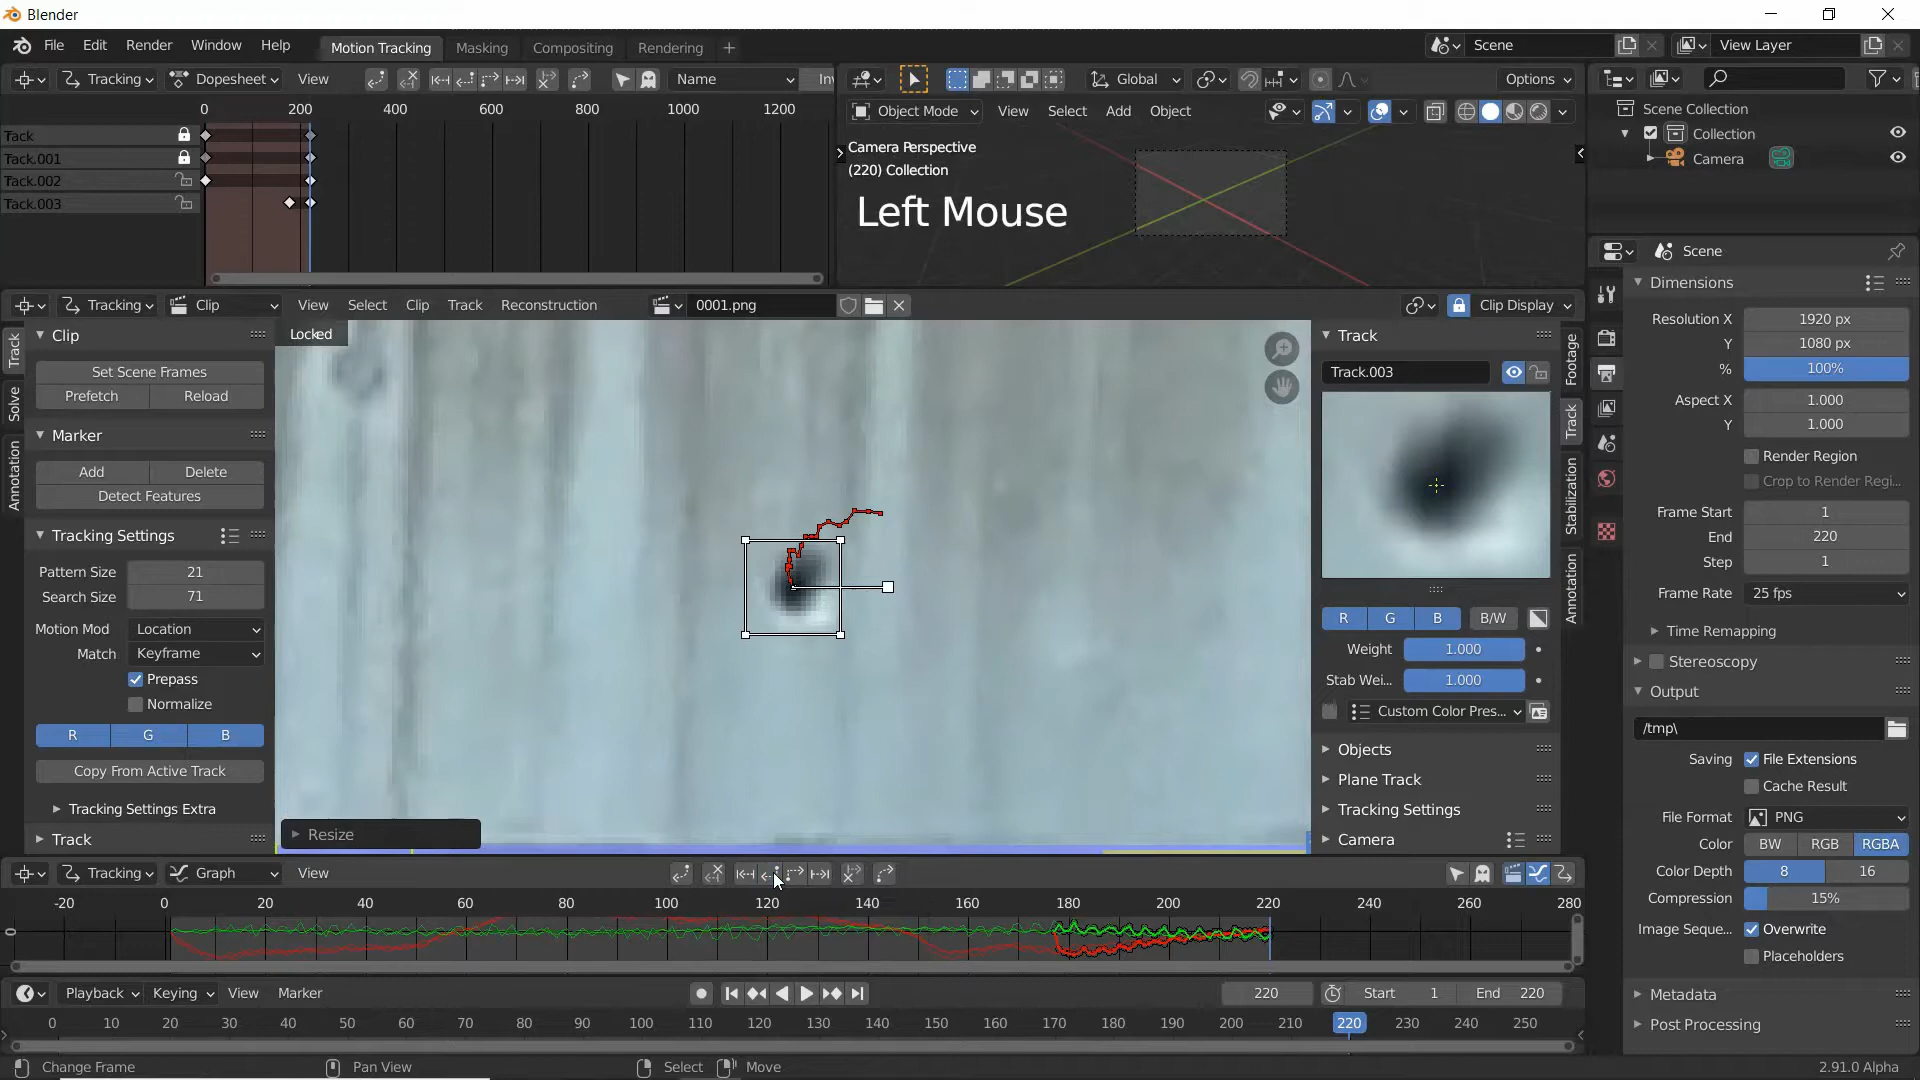 Blender
File Edit Render Window Help Motion Tracking Masking Compositing Rendering + Scene View Layer
Tracking Dopesheet View Name Inv Global Options
0 200 400 600 800 1000 1200
Object Mode View Select Add Object
Tack
Tack.001
Tack.002
Tack.003
Camera Perspective
(220) Collection
Left Mouse
Scene Collection
Collection
Camera
Scene
Tracking Clip View Select Clip Track Reconstruction 0001.png Clip Display
Track
Solve
Annotation
Clip
Set Scene Frames
Prefetch Reload
Marker
Add Delete
Detect Features
Tracking Settings
Pattern Size 21
Search Size 71
Motion Mod Location
Match Keyframe
Prepass
Normalize
R G B
Copy From Active Track
Tracking Settings Extra
Track
Locked
Resize
Track
Track.003
R G B B/W
Weight 1.000
Stab Wei... 1.000
Custom Color Pres...
Objects
Plane Track
Tracking Settings
Camera
Footage
Track
Stabilization
Annotation
Dimensions
Resolution X 1920 px
Y 1080 px
% 100%
Aspect X 1.000
Y 1.000
Render Region
Crop to Render Regi...
Frame Start 1
End 220
Step 1
Frame Rate 25 fps
Time Remapping
Stereoscopy
Output
/tmp\
Saving File Extensions
Cache Result
File Format PNG
Color BW RGB RGBA
Color Depth 8 16
Compression 15%
Image Seque... Overwrite
Placeholders
Metadata
Post Processing
Tracking Graph View
-20 0 20 40 60 80 100 120 140 160 180 200 220 240 260 280
0
Playback Keying View Marker 220 Start 1 End 220
0 10 20 30 40 50 60 70 80 90 100 110 120 130 140 150 160 170 180 190 200 210 220 230 240 250
Change Frame Pan View Select Move 2.91.0 Alpha